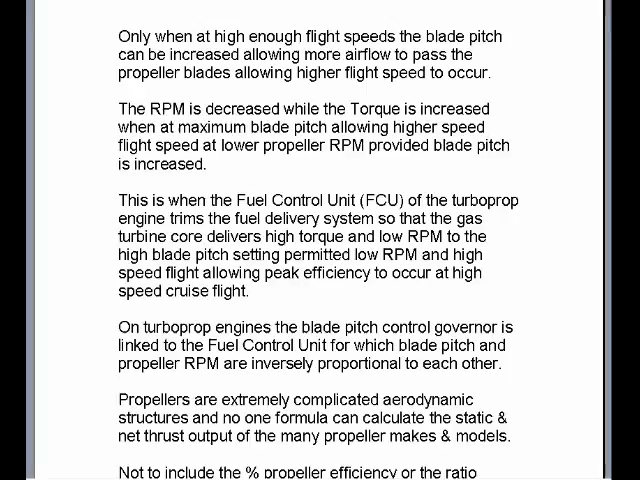 Only when at high enough flight speeds the blade pitch
can be increased allowing more airflow to pass the
propeller blades allowing higher flight speed to occur.
The RPM is decreased while the Torque is increased
when at maximum blade pitch allowing higher speed
flight speed at lower propeller RPM provided blade pitch
is increased.
This is when the Fuel Control Unit (FCU) of the turboprop
engine trims the fuel delivery system so that the gas
turbine core delivers high torque and low RPM to the
high blade pitch setting permitted low RPM and high
speed flight allowing peak efficiency to occur at high
speed cruise flight.
On turboprop engines the blade pitch control governor is
linked to the Fuel Control Unit for which blade pitch and
propeller RPM are inversely proportional to each other.
Propellers are extremely complicated aerodynamic
structures and no one formula can calculate the static &
net thrust output of the many propeller makes & models.
Not to include the % propeller efficiency or the ratio